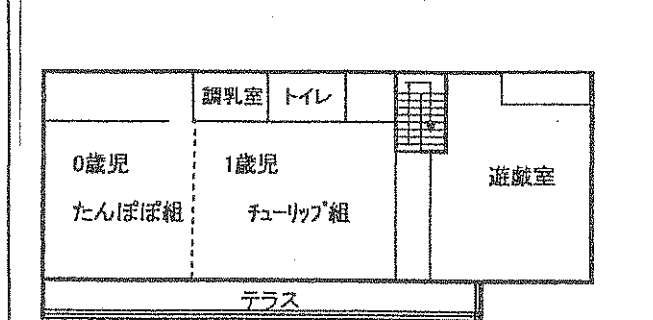 調乳室
トイレ
0歳児
たんぽぽ組
1歳児
チューリップ組
遊戯室
テラス